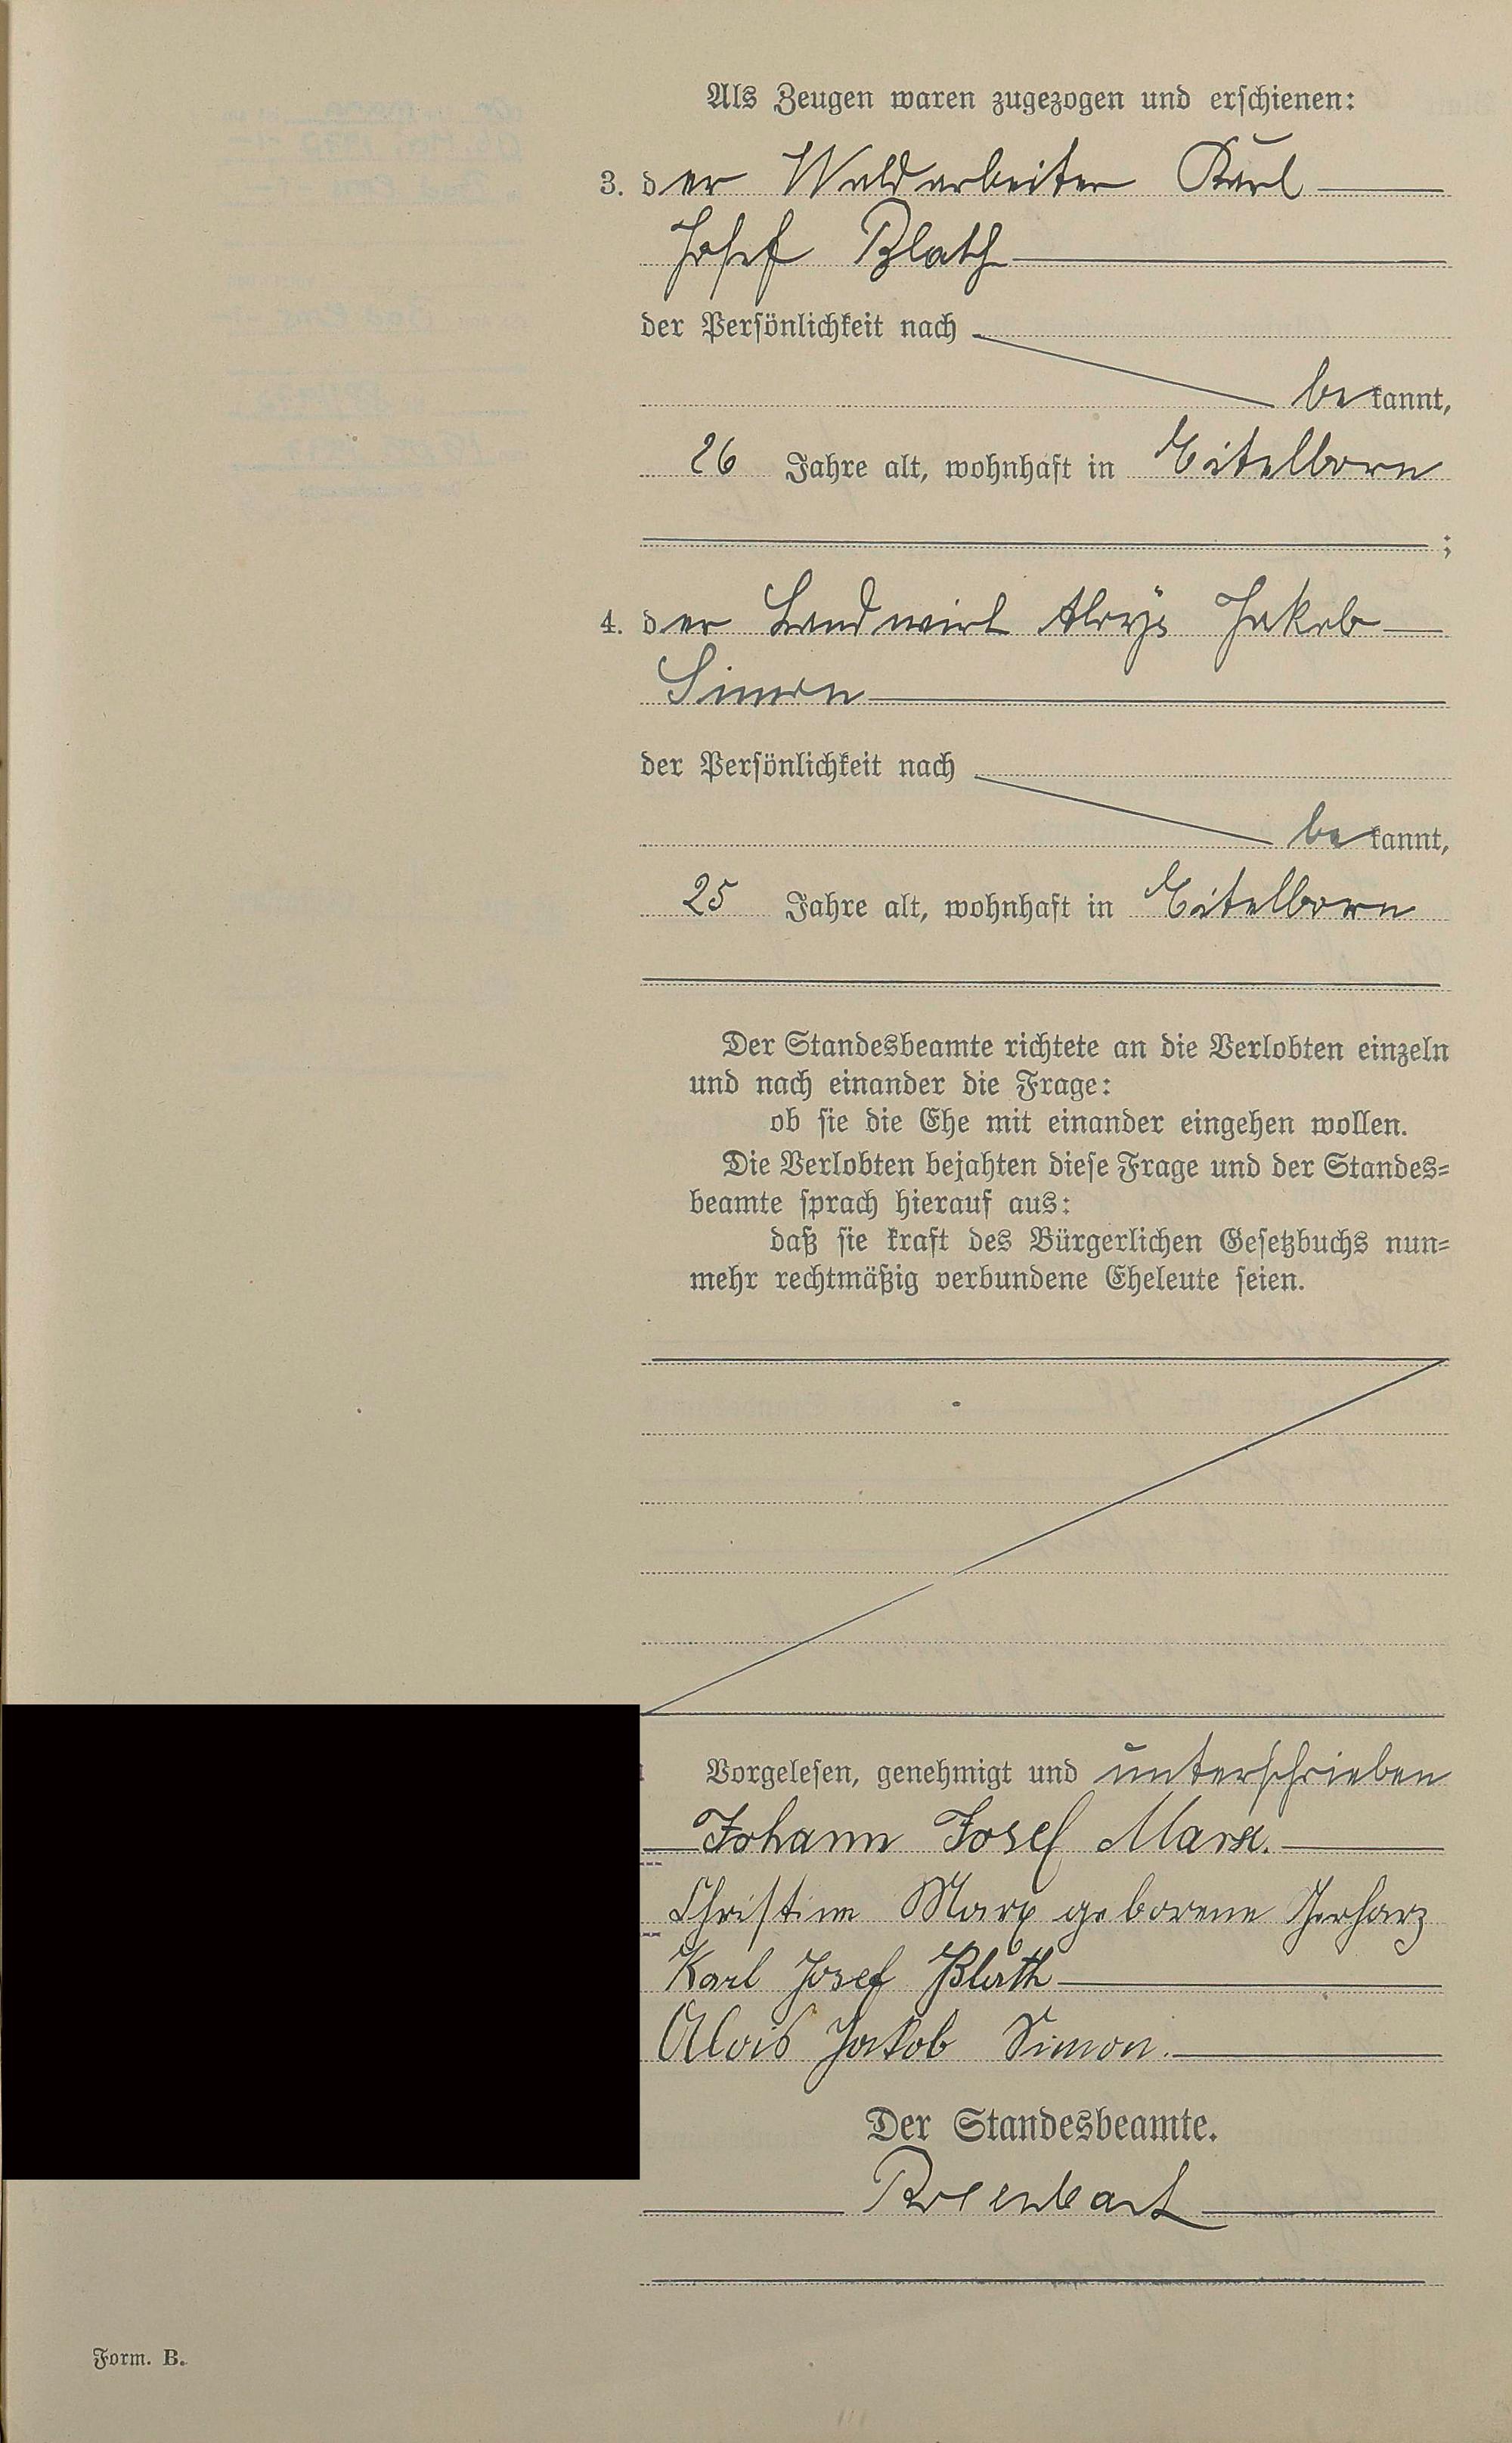 Als Zeugen waren zugezogen und erschienen:
3. der Waldarbeiter Karl
Josef Blath
der Persönlichkeit nach
bekannt,
26 Jahre alt, wohnhaft in Eitelborn
;
4. der Landwirt Aloys Jakob
Simon
der Persönlichkeit nach
bekannt,
25 Jahre alt, wohnhaft in Eitelborn
Der Standesbeamte richtete an die Verlobten einzeln
und nach einander die Frage:
ob sie die Ehe mit einander eingehen wollen.
Die Verlobten bejahten diese Frage und der Standes=
beamte sprach hierauf aus:
daß sie kraft des Bürgerlichen Gesetzbuchs nun=
mehr rechtmäßig verbundene Eheleute seien.
Vorgelesen, genehmigt und unterschrieben
Johann Josef Marx.
Christine Marx geborene Gerharz
Karl Josef Blath
Alois Jakob Simon.
Der Standesbeamte.
Form. B.